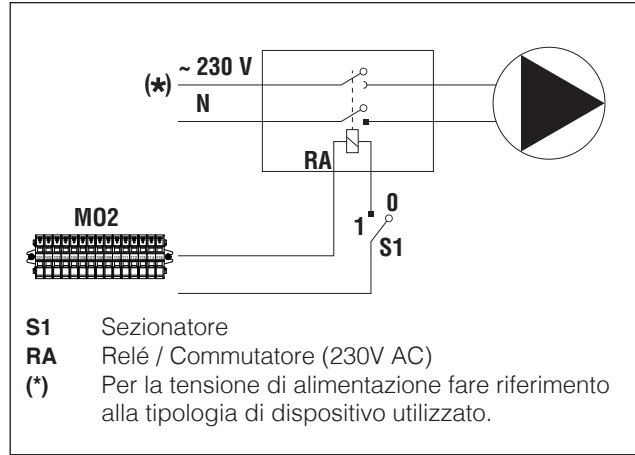 (*) ~ 230 V
N
RA
MO2
0
1
S1
S1 Sezionatore
RA Relé / Commutatore (230V AC)
(*) Per la tensione di alimentazione fare riferimento
alla tipologia di dispositivo utilizzato.